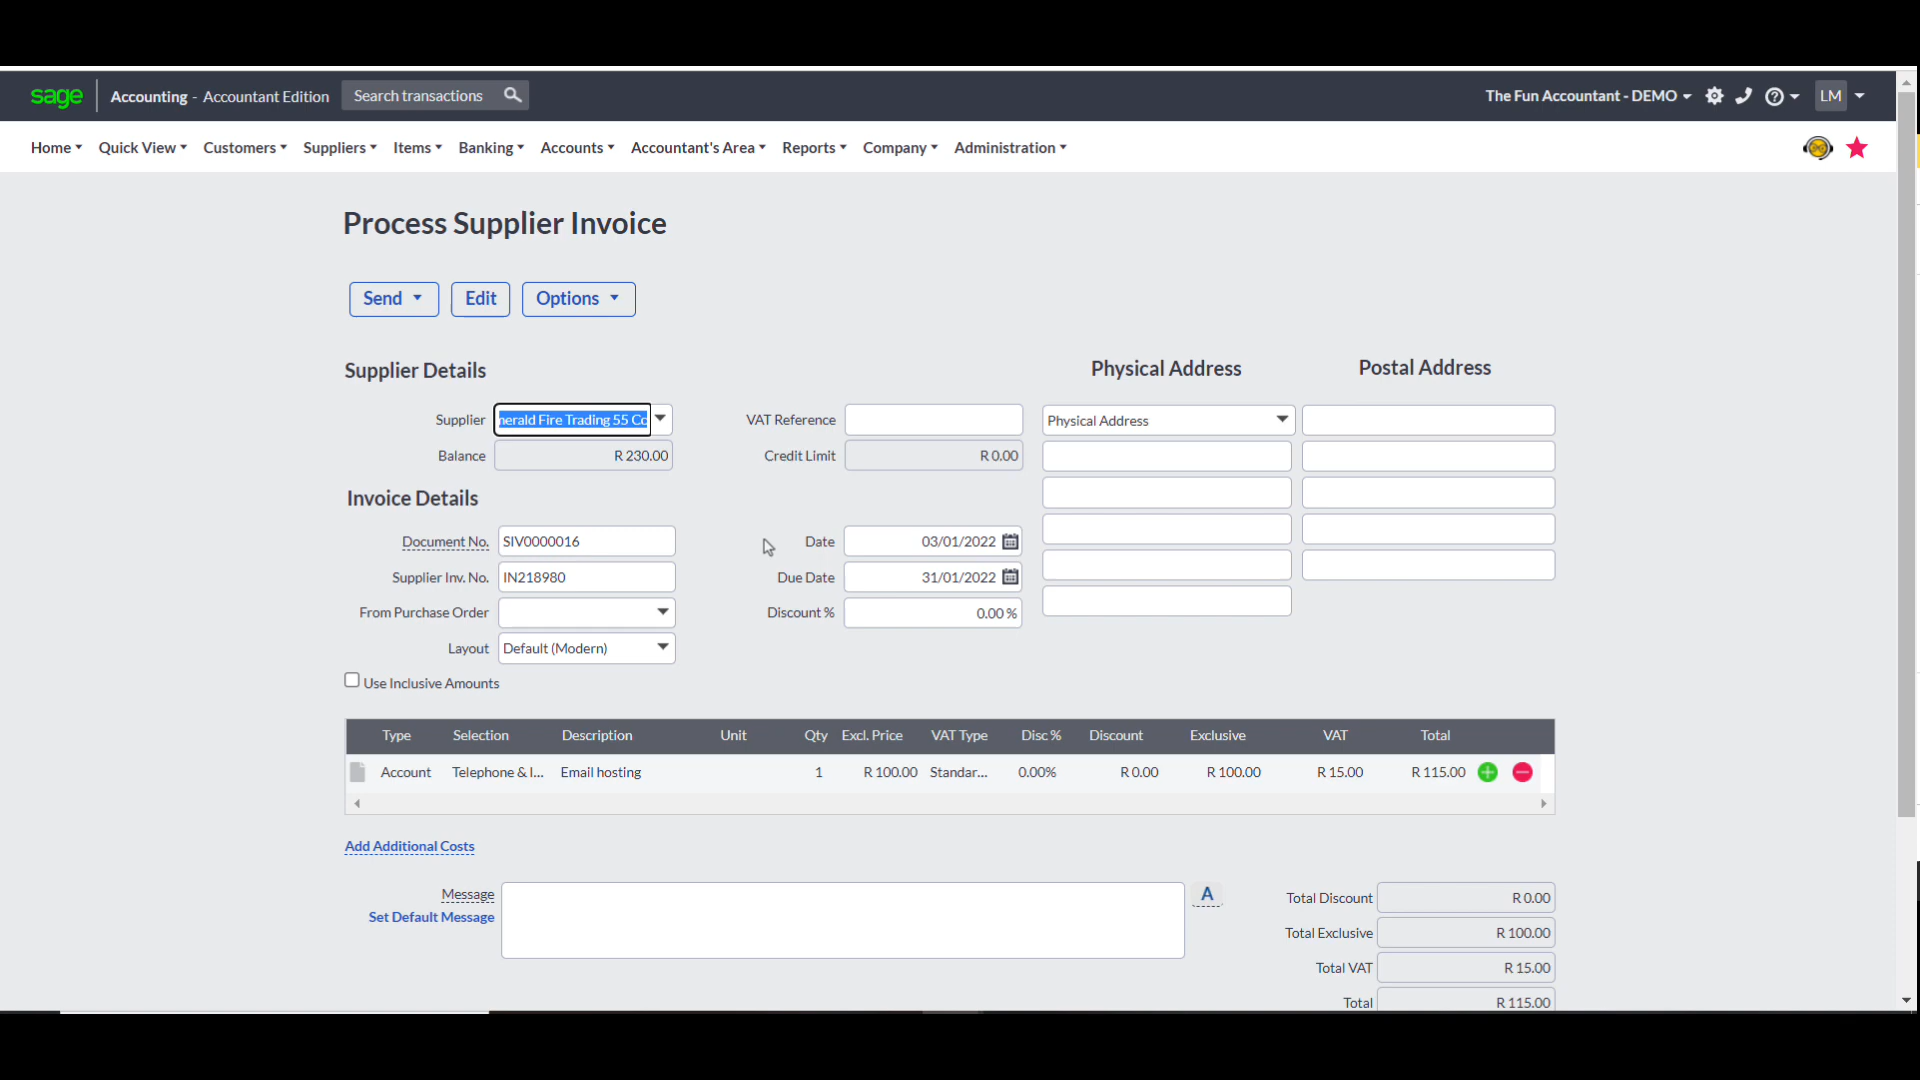 sage Accounting - Accountant Edition Search transactions The Fun Accountant - DEMO LM
Home Quick View Customers Suppliers Items Banking Accounts Accountant's Area Reports Company Administration
Process Supplier Invoice
Send Edit Options
Supplier Details Physical Address Postal Address
Supplier nerald Fire Trading 55 Cc VAT Reference Physical Address
Balance R 230.00 Credit Limit R 0.00
Invoice Details
Document No. SIV0000016 Date 03/01/2022
Supplier Inv. No. IN218980 Due Date 31/01/2022
From Purchase Order Discount % 0.00 %
Layout Default (Modern)
Use Inclusive Amounts
Type Selection Description Unit Qty Excl. Price VAT Type Disc % Discount Exclusive VAT Total
Account Telephone & I... Email hosting 1 R 100.00 Standar... 0.00% R 0.00 R 100.00 R 15.00 R 115.00
Add Additional Costs
Message A Total Discount R 0.00
Set Default Message
Total Exclusive R 100.00
Total VAT R 15.00
Total R 115.00